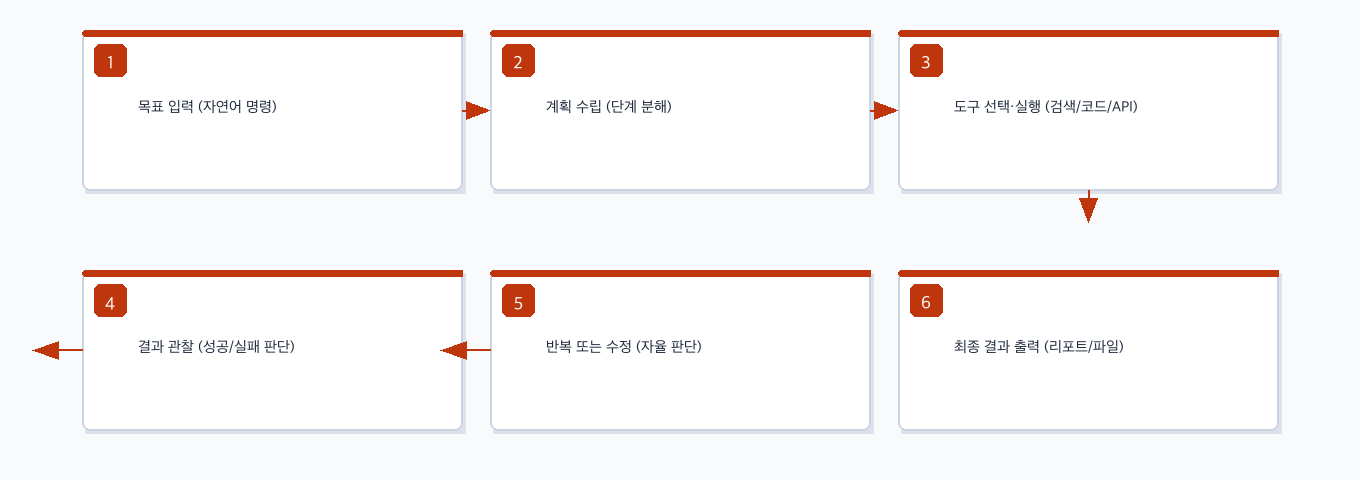 1
목표 입력 (자연어 명령)
2
계획 수립 (단계 분해)
3
도구 선택·실행 (검색/코드/API)
4
결과 관찰 (성공/실패 판단)
5
반복 또는 수정 (자율 판단)
6
최종 결과 출력 (리포트/파일)